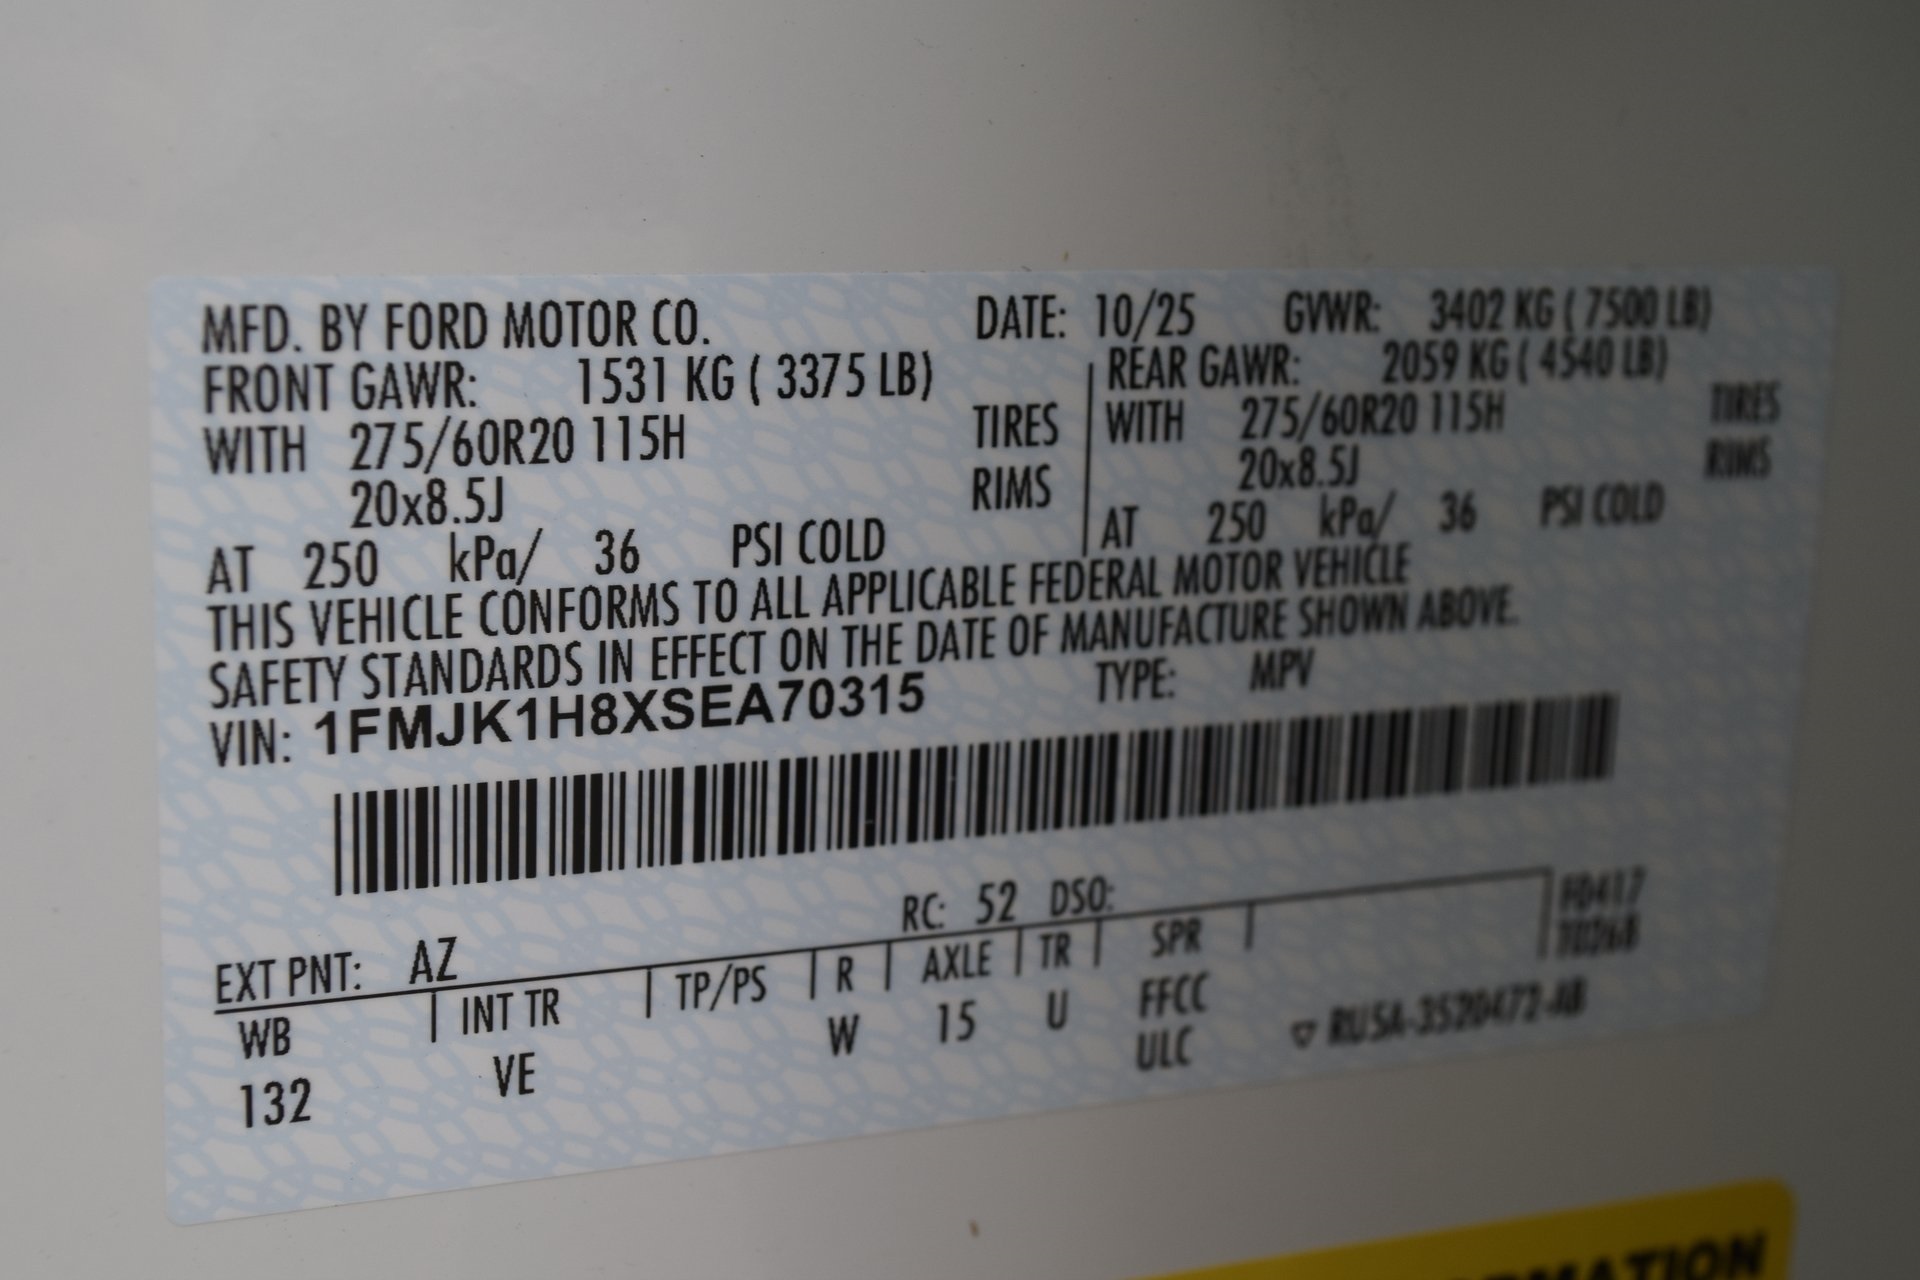 MFD. BY FORD MOTOR CO. DATE: 10/25 GVWR: 3402 KG ( 7500 LB)
FRONT GAWR: 1531 KG ( 3375 LB) REAR GAWR: 2059 KG ( 4540 LB)
WITH 275/60R20 115H TIRES WITH 275/60R20 115H TIRES
20x8.5J RIMS 20x8.5J RIMS
AT 250 kPa/ 36 PSI COLD AT 250 kPa/ 36 PSI COLD
THIS VEHICLE CONFORMS TO ALL APPLICABLE FEDERAL MOTOR VEHICLE
SAFETY STANDARDS IN EFFECT ON THE DATE OF MANUFACTURE SHOWN ABOVE.
VIN: 1FMJK1H8XSEA70315 TYPE: MPV
EXT PNT: AZ RC: 52 DSO:
WB INT TR TP/PS R AXLE TR SPR
132 VE W 15 U FFCC
ULC
RUSA-3520472-AB